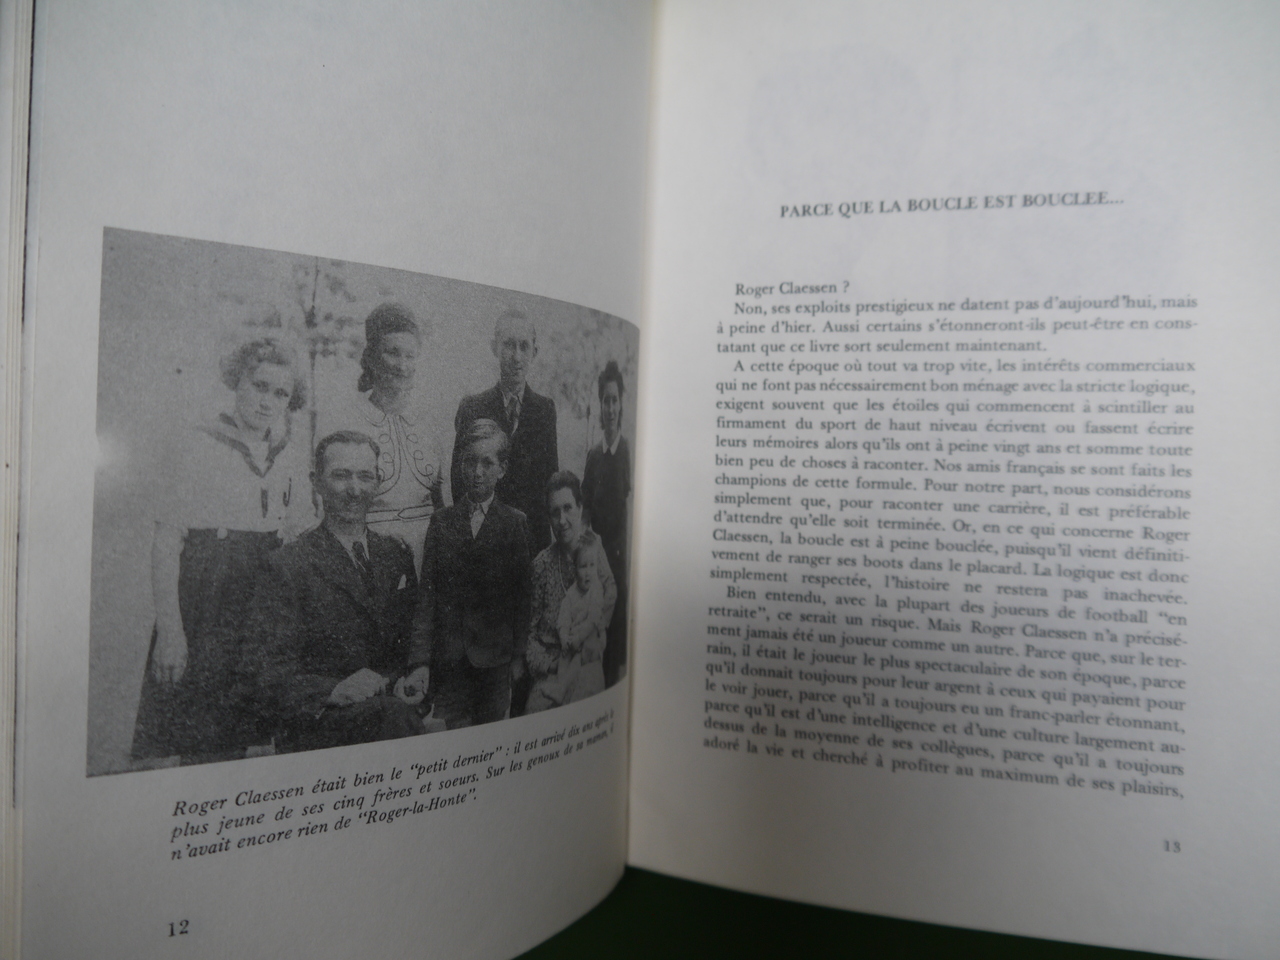 Roger Claessen était bien le "petit dernier" : il est arrivé dix ans après le
plus jeune de ses cinq frères et soeurs. Sur les genoux de sa maman, il
n'avait encore rien de "Roger-la-Honte".
12
PARCE QUE LA BOUCLE EST BOUCLEE...
Roger Claessen ?
Non, ses exploits prestigieux ne datent pas d'aujourd'hui, mais
à peine d'hier. Aussi certains s'étonneront-ils peut-être en cons-
tatant que ce livre sort seulement maintenant.
A cette époque où tout va trop vite, les intérêts commerciaux
qui ne font pas nécessairement bon ménage avec la stricte logique,
exigent souvent que les étoiles qui commencent à scintiller au
firmament du sport de haut niveau écrivent ou fassent écrire
leurs mémoires alors qu'ils ont à peine vingt ans et somme toute
bien peu de choses à raconter. Nos amis français se sont faits les
champions de cette formule. Pour notre part, nous considérons
simplement que, pour raconter une carrière, il est préférable
d'attendre qu'elle soit terminée. Or, en ce qui concerne Roger
Claessen, la boucle est à peine bouclée, puisqu'il vient définiti-
vement de ranger ses boots dans le placard. La logique est donc
simplement respectée, l'histoire ne restera pas inachevée.
Bien entendu, avec la plupart des joueurs de football "en
retraite", ce serait un risque. Mais Roger Claessen n'a précisé-
ment jamais été un joueur comme un autre. Parce que, sur le ter-
rain, il était le joueur le plus spectaculaire de son époque, parce
qu'il donnait toujours pour leur argent à ceux qui payaient pour
le voir jouer, parce qu'il a toujours eu un franc-parler étonnant,
parce qu'il est d'une intelligence et d'une culture largement au-
dessus de la moyenne de ses collègues, parce qu'il a toujours
adoré la vie et cherché à profiter au maximum de ses plaisirs,
13